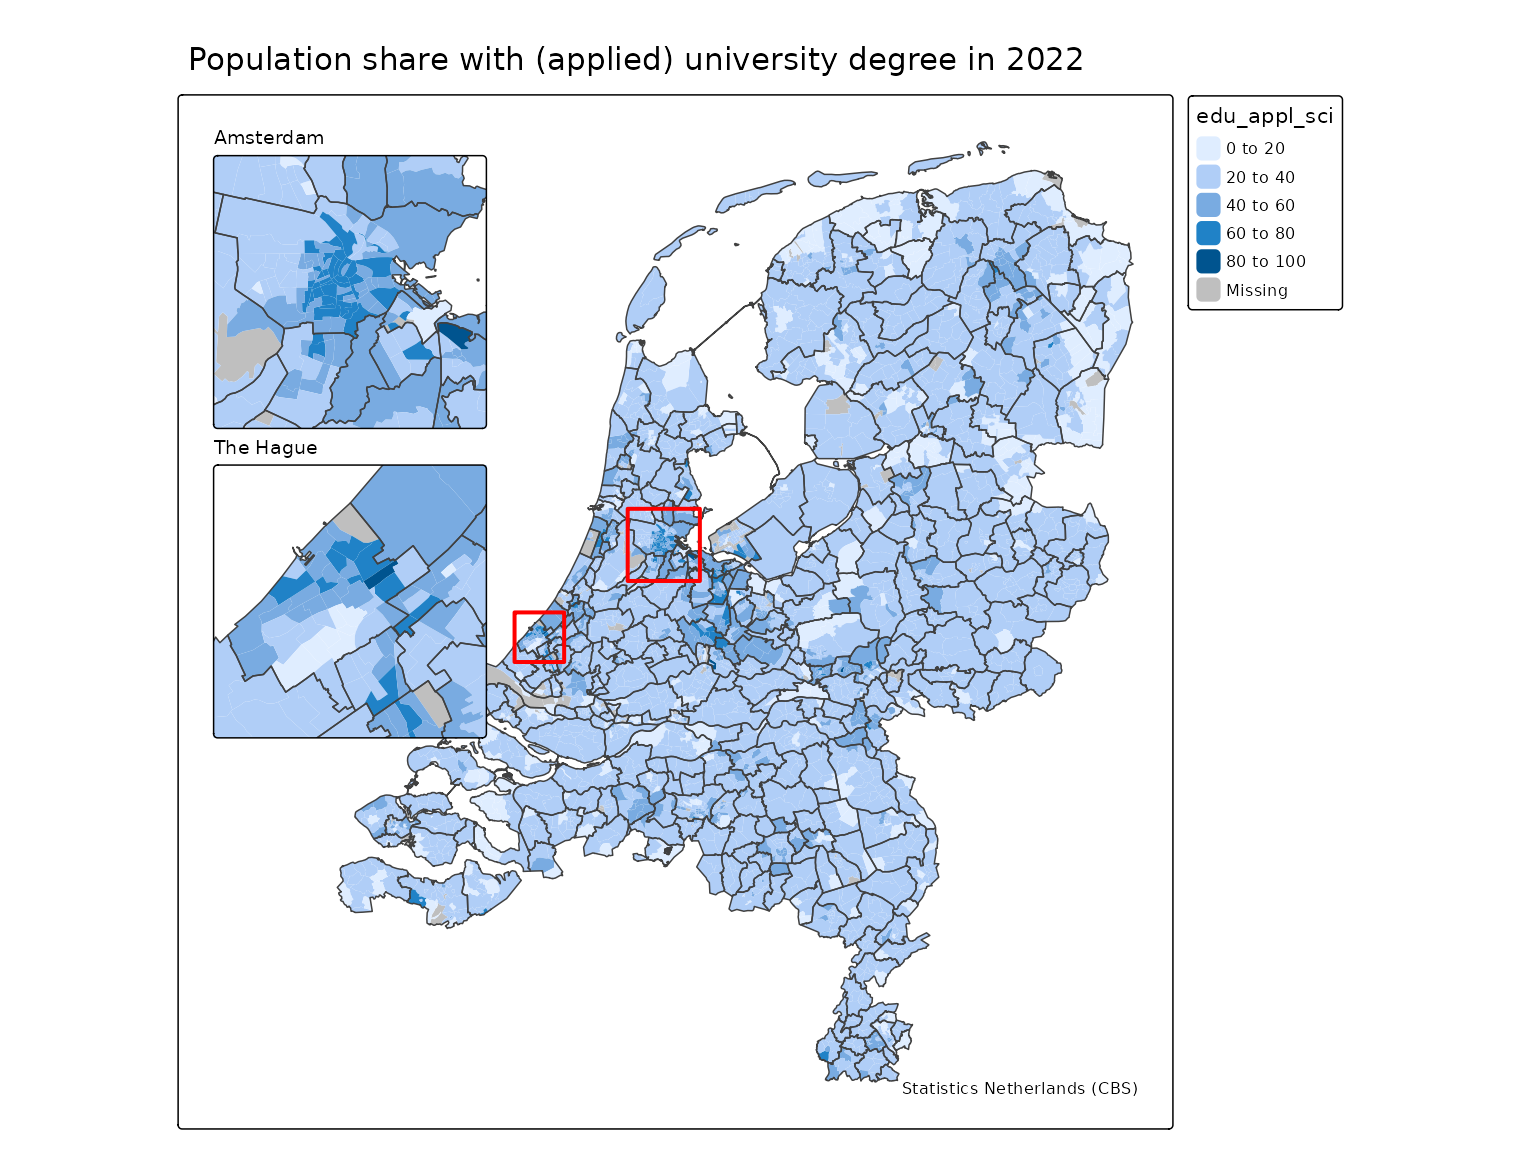 Population share with (applied) university degree in 2022
Amsterdam
The Hague
edu_appl_sci
0 to 20
20 to 40
40 to 60
60 to 80
80 to 100
Missing
Statistics Netherlands (CBS)